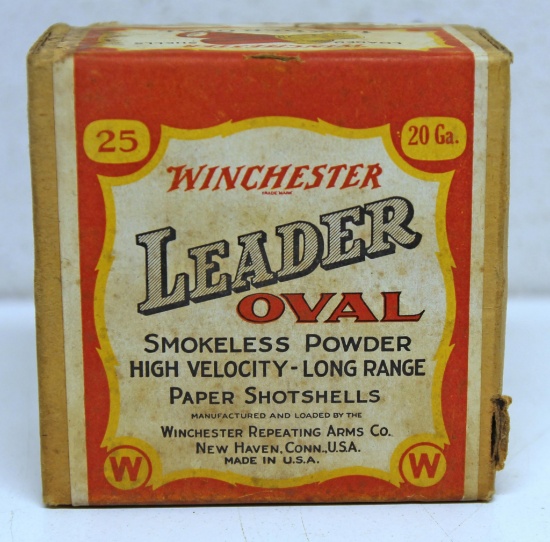 WINCHESTER
25
20 Ga.
WINCHESTER
TRADE MARK
LEADER
OVAL
SMOKELESS POWDER
HIGH VELOCITY - LONG RANGE
PAPER SHOTSHELLS
MANUFACTURED AND LOADED BY THE
WINCHESTER REPEATING ARMS CO.
NEW HAVEN, CONN., U.S.A.
MADE IN U.S.A.
W
W